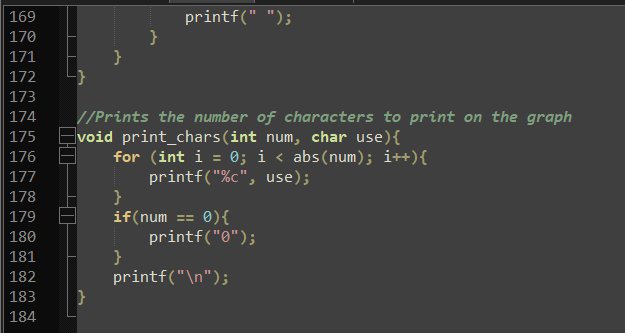 169 printf(" ");
170 }
171 }
172 }
173
174 //Prints the number of characters to print on the graph
175 void print_chars(int num, char use){
176 for (int i = 0; i < abs(num); i++){
177 printf("%c", use);
178 }
179 if(num == 0){
180 printf("0");
181 }
182 printf("\n");
183 }
184